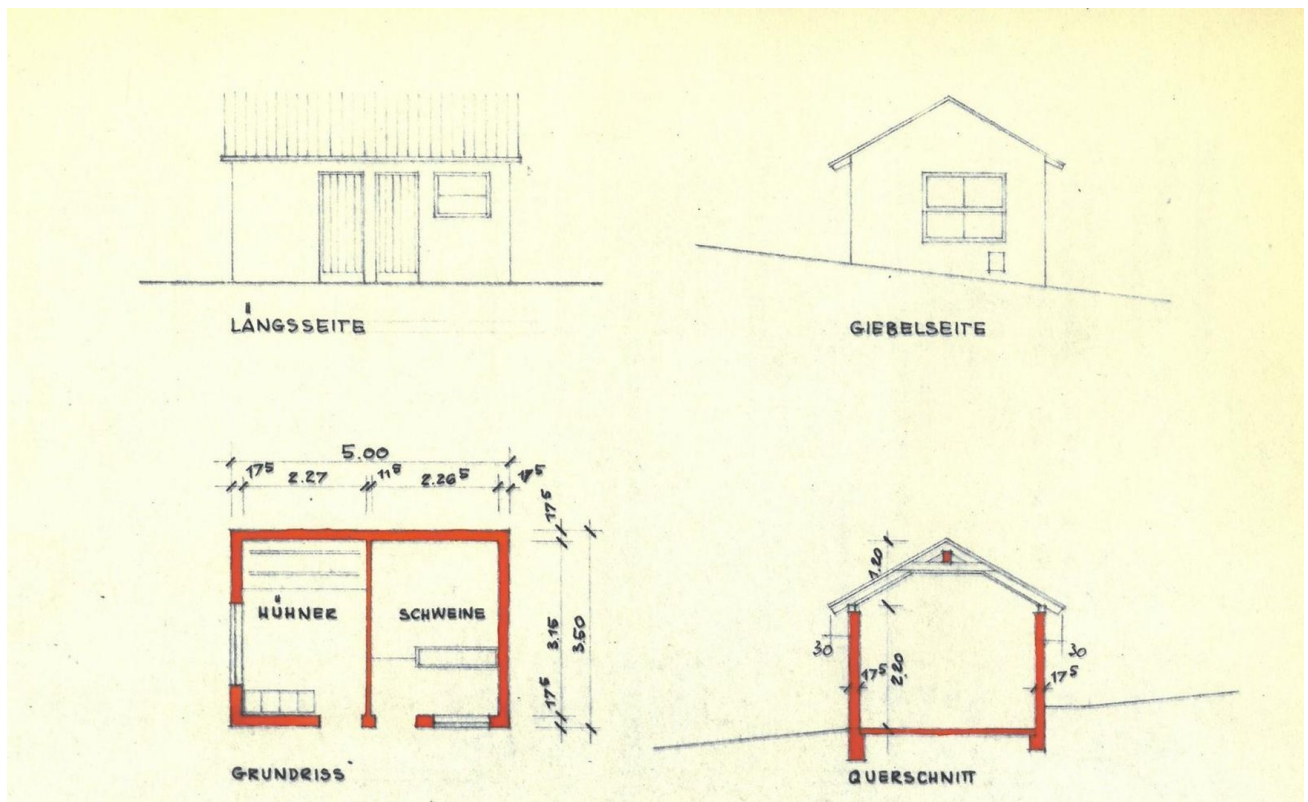 LÄNGSSEITE
GIEBELSEITE
5.00
17⁵ 2.27 11⁵ 2.26⁵ 17⁵
17⁵
3.15
17⁵
3.50
HÜHNER
SCHWEINE
GRUNDRISS
1.20
2.20
30
30
17⁵
17⁵
QUERSCHNITT